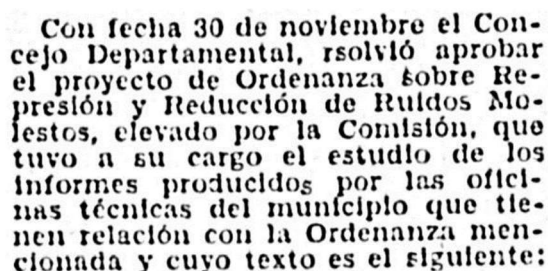 Con fecha 30 de noviembre el Con-
cejo Departamental, rsolvió aprobar
el proyecto de Ordenanza sobre Re-
presión y Reducción de Ruidos Mo-
lestos, elevado por la Comisión, que
tuvo a su cargo el estudio de los
informes producidos por las ofici-
nas técnicas del municipio que tie-
nen relación con la Ordenanza men-
cionada y cuyo texto es el siguiente: